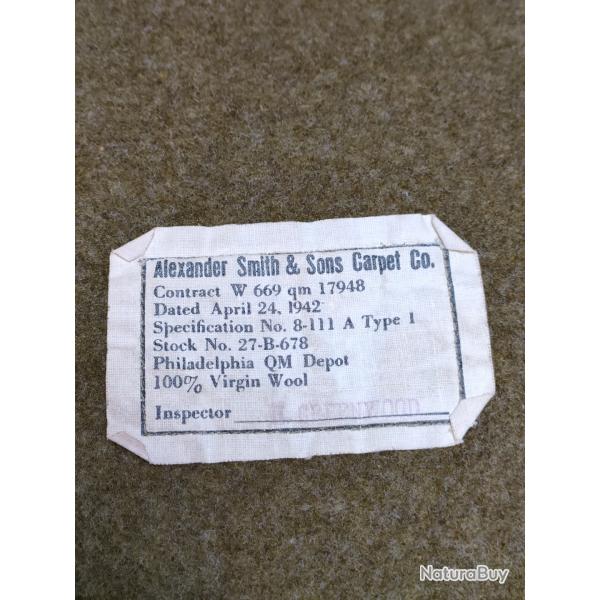 Alexander Smith & Sons Carpet Co.
Contract W 669 qm 17948
Dated April 24, 1942
Specification No. 8-111 A Type 1
Stock No. 27-B-678
Philadelphia QM Depot
100% Virgin Wool
Inspector GREENWOOD
NaturaBuy